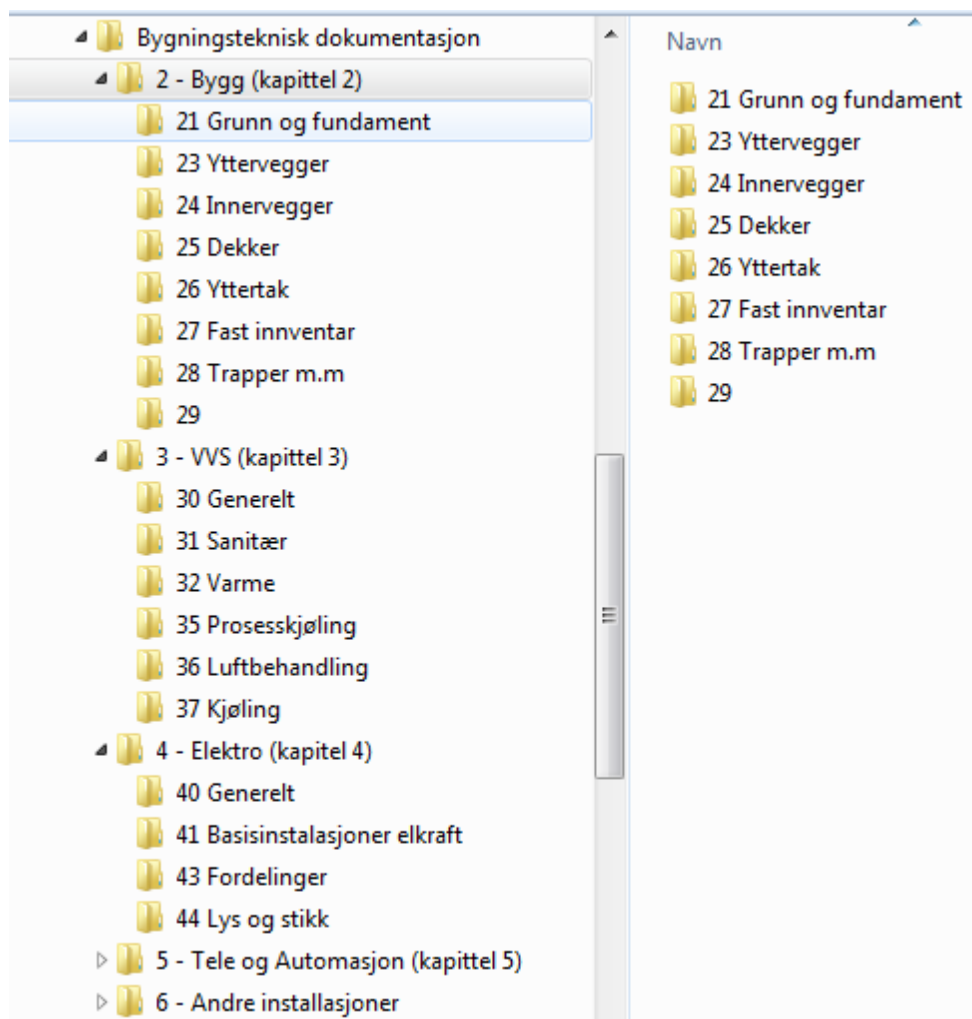 Bygningsteknisk dokumentasjon
2 - Bygg (kapittel 2)
21 Grunn og fundament
23 Yttervegger
24 Innervegger
25 Dekker
26 Yttertak
27 Fast innventar
28 Trapper m.m
29
3 - VVS (kapittel 3)
30 Generelt
31 Sanitær
32 Varme
35 Prosesskjøling
36 Luftbehandling
37 Kjøling
4 - Elektro (kapitel 4)
40 Generelt
41 Basisinstalasjoner elkraft
43 Fordelinger
44 Lys og stikk
5 - Tele og Automasjon (kapittel 5)
6 - Andre installasjoner
Navn
21 Grunn og fundament
23 Yttervegger
24 Innervegger
25 Dekker
26 Yttertak
27 Fast innventar
28 Trapper m.m
29